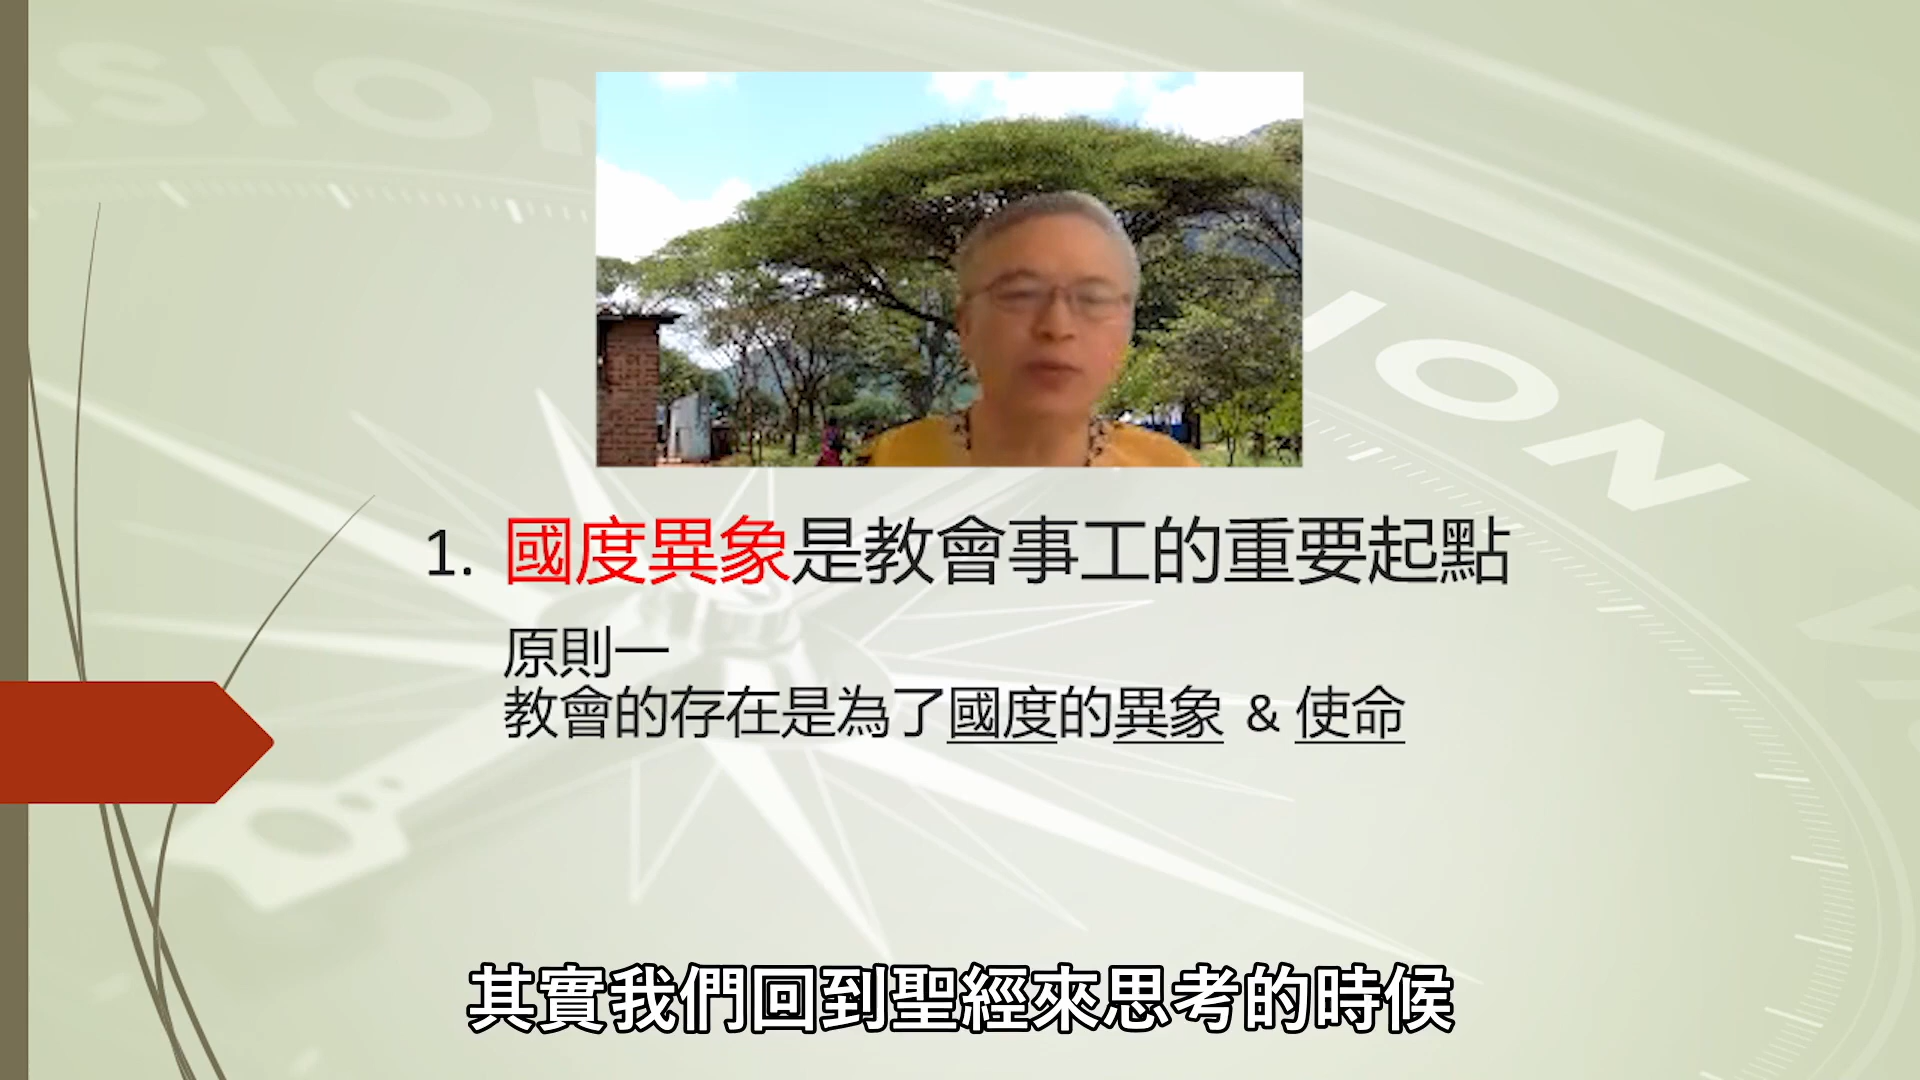 SION
ION
1. 國度異象是教會事工的重要起點
原則一
教會的存在是為了國度的異象 & 使命
其實我們回到聖經來思考的時候